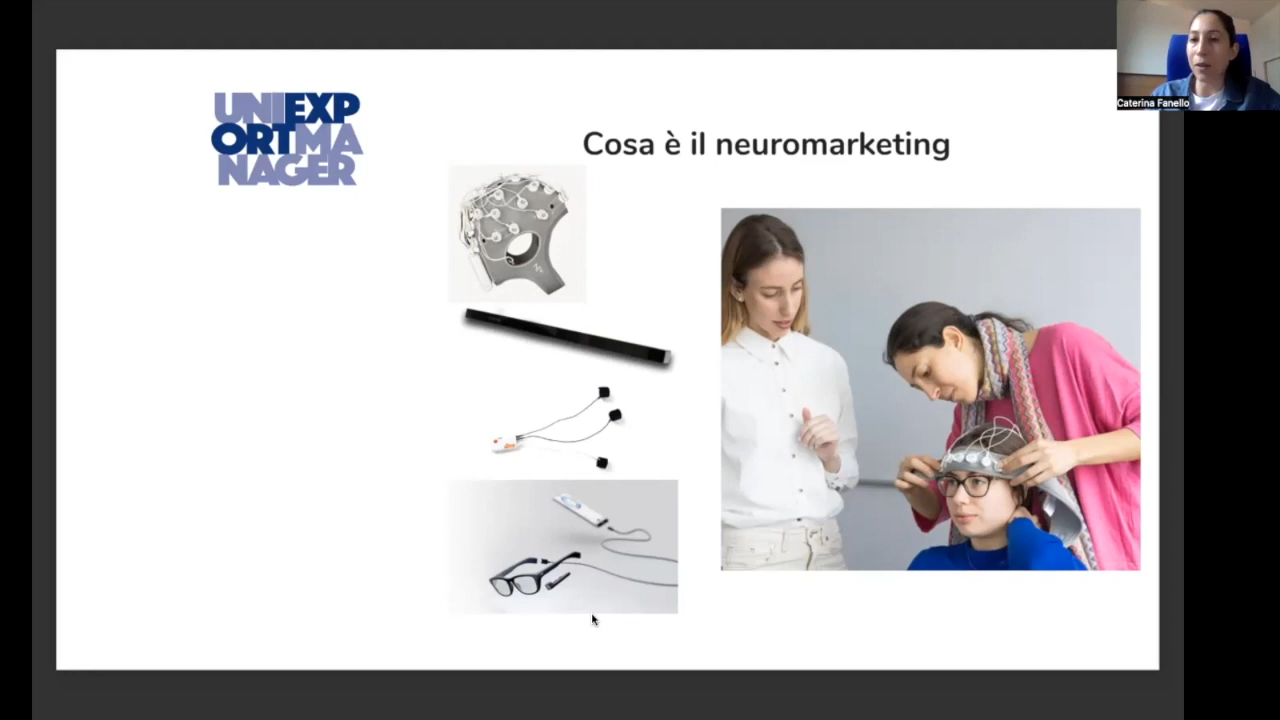 UNIEXP
ORTMA
NAGER
Cosa è il neuromarketing
Caterina Fanello